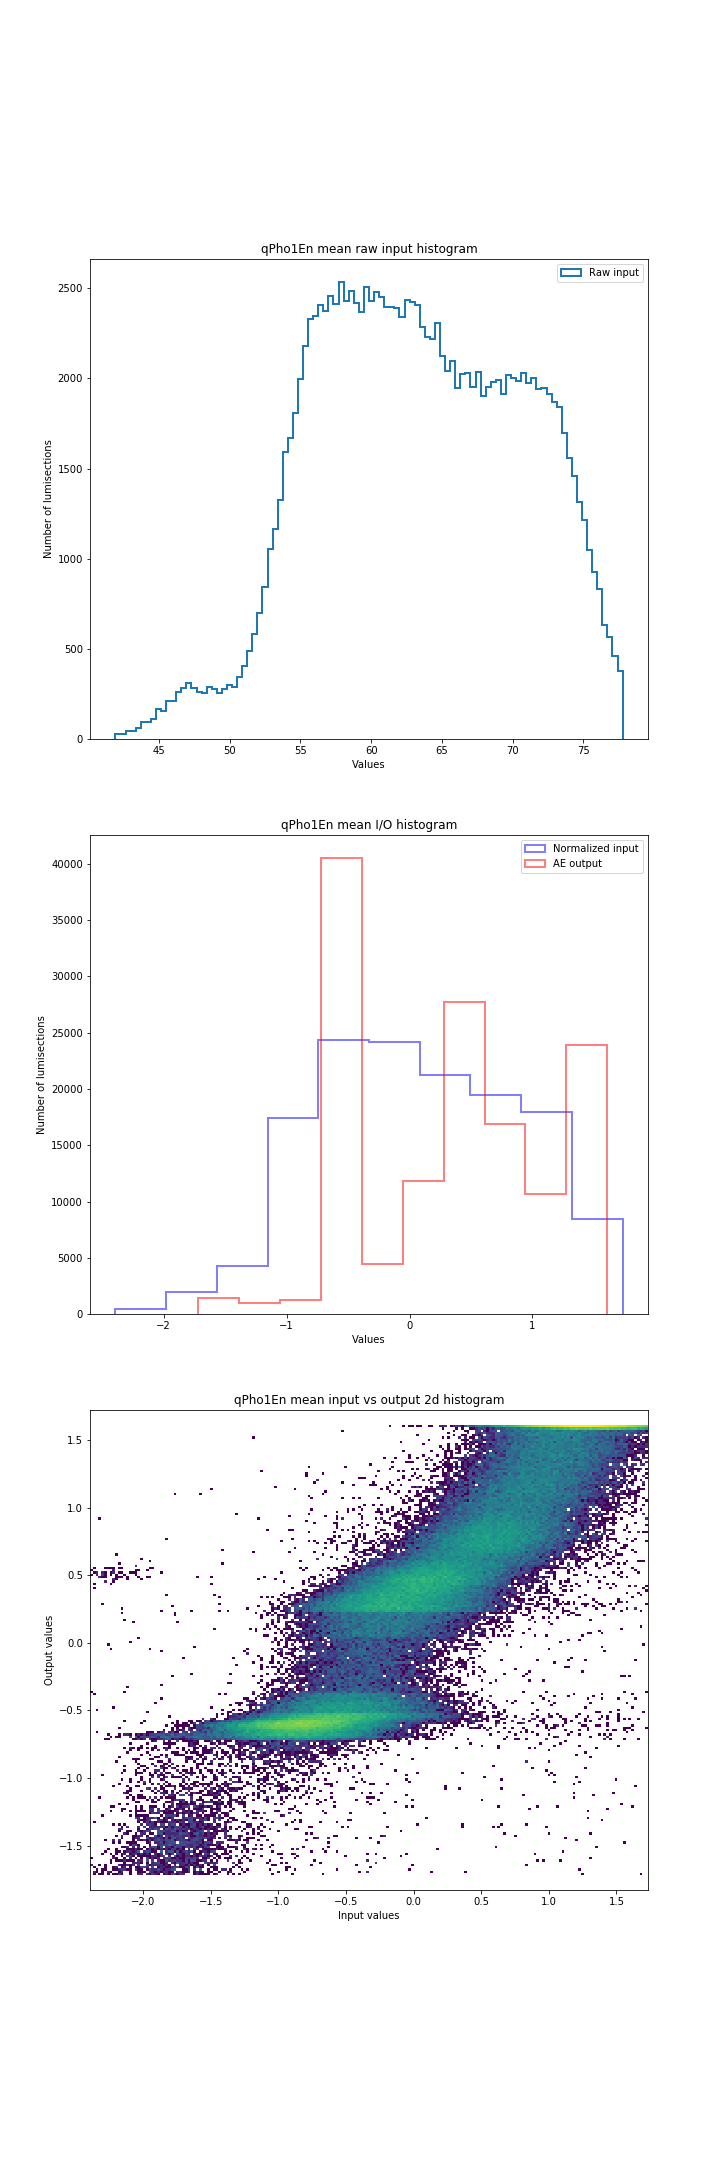 qPho1En mean raw input histogram
Raw input
2500
2000
1500
1000
500
0
Number of lumisections
45 50 55 60 65 70 75
Values
qPho1En mean I/O histogram
Normalized input
AE output
40000
35000
30000
25000
20000
15000
10000
5000
0
Number of lumisections
−2 −1 0 1
Values
qPho1En mean input vs output 2d histogram
1.5
1.0
0.5
0.0
−0.5
−1.0
−1.5
Output values
−2.0 −1.5 −1.0 −0.5 0.0 0.5 1.0 1.5
Input values